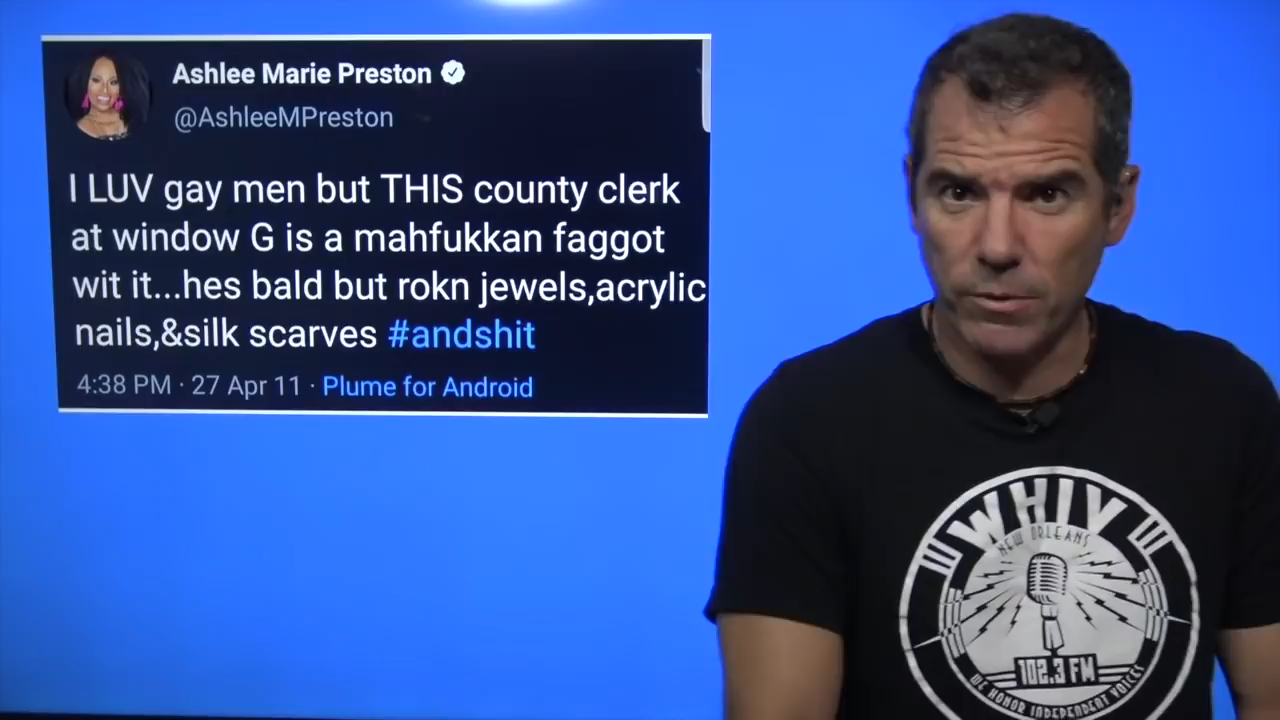 Ashlee Marie Preston
@AshleeMPreston
I LUV gay men but THIS county clerk
at window G is a mahfukkan faggot
wit it...hes bald but rokn jewels,acrylic
nails,&silk scarves #andshit
4:38 PM · 27 Apr 11 · Plume for Android
WHIV
NEW ORLEANS
102.3 FM
WE HONOR INDEPENDENT VOICES